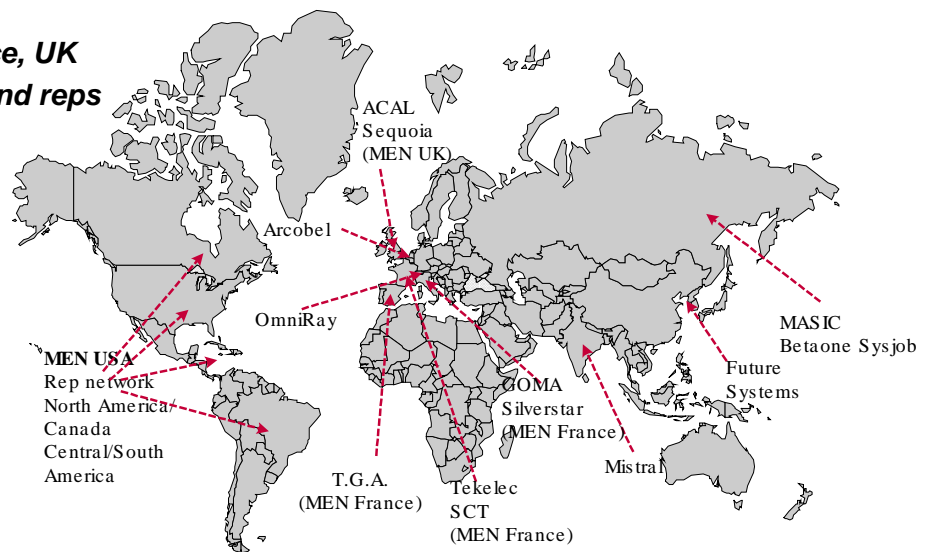 ce, UK
nd reps
ACAL
Sequoia
(MEN UK)
Arcobel
OmniRay
MEN USA
Rep network
North America/
Canada
Central/South
America
T.G.A.
(MEN France)
Tekelec
SCT
(MEN France)
GOMA
Silverstar
(MEN France)
Mistral
Future
Systems
MASIC
Betaone Sysjob